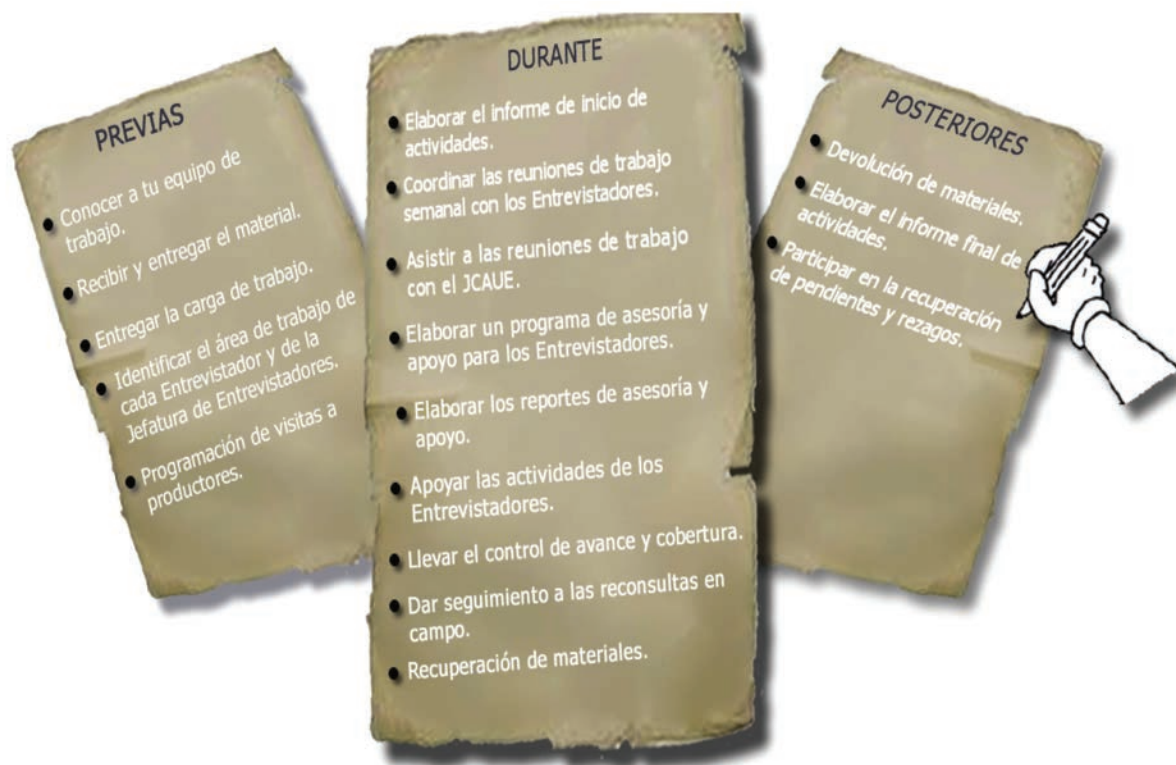 PREVIAS
Conocer a tu equipo de
trabajo.
Recibir y entregar el material.
Entregar la carga de trabajo.
Identificar el área de trabajo de
cada Entrevistador y de la
Jefatura de Entrevistadores.
Programación de visitas a
productores.
DURANTE
Elaborar el informe de inicio de
actividades.
Coordinar las reuniones de trabajo
semanal con los Entrevistadores.
Asistir a las reuniones de trabajo
con el JCAUE.
Elaborar un programa de asesoría y
apoyo para los Entrevistadores.
Elaborar los reportes de asesoría y
apoyo.
Apoyar las actividades de los
Entrevistadores.
Llevar el control de avance y cobertura.
Dar seguimiento a las reconsultas en
campo.
Recuperación de materiales.
POSTERIORES
Devolución de materiales.
Elaborar el informe final de
actividades.
Participar en la recuperación
de pendientes y rezagos.